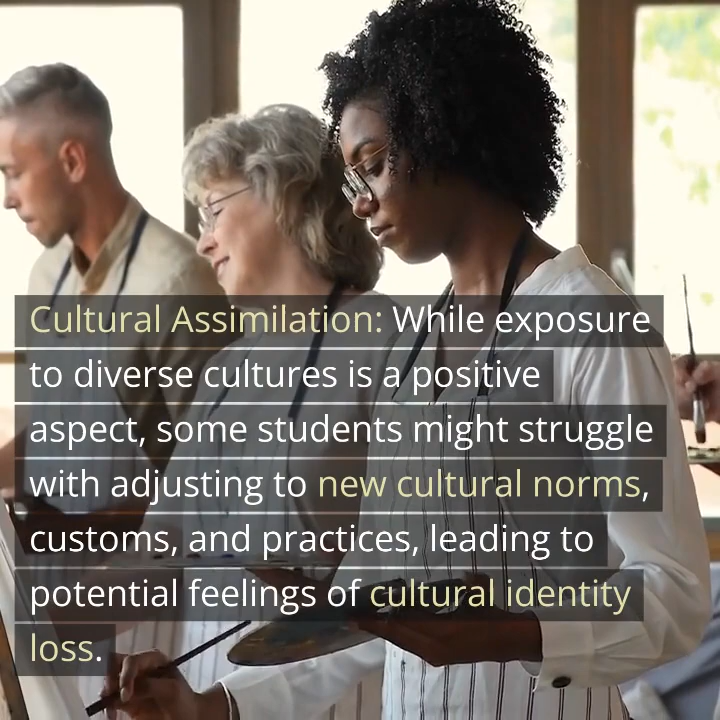 Cultural Assimilation: While exposure
to diverse cultures is a positive
aspect, some students might struggle
with adjusting to new cultural norms,
customs, and practices, leading to
potential feelings of cultural identity
loss.